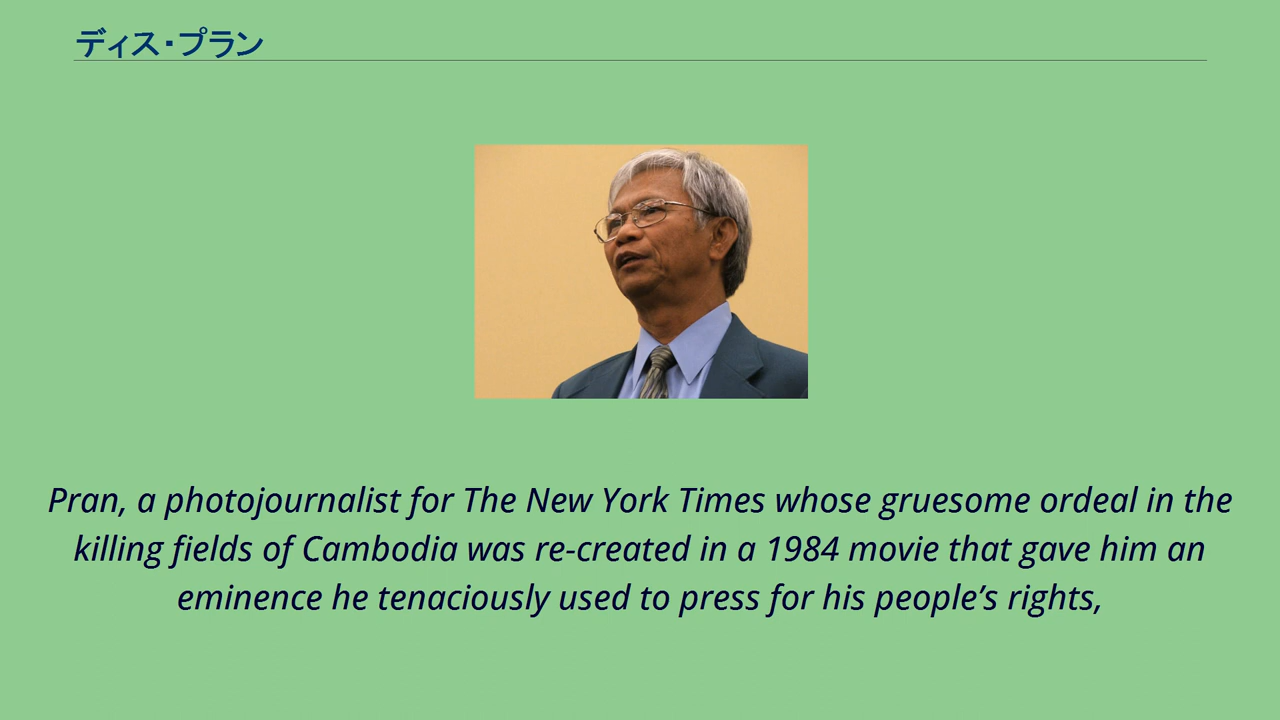 ディス・プラン
Pran, a photojournalist for The New York Times whose gruesome ordeal in the
killing fields of Cambodia was re-created in a 1984 movie that gave him an
eminence he tenaciously used to press for his people’s rights,